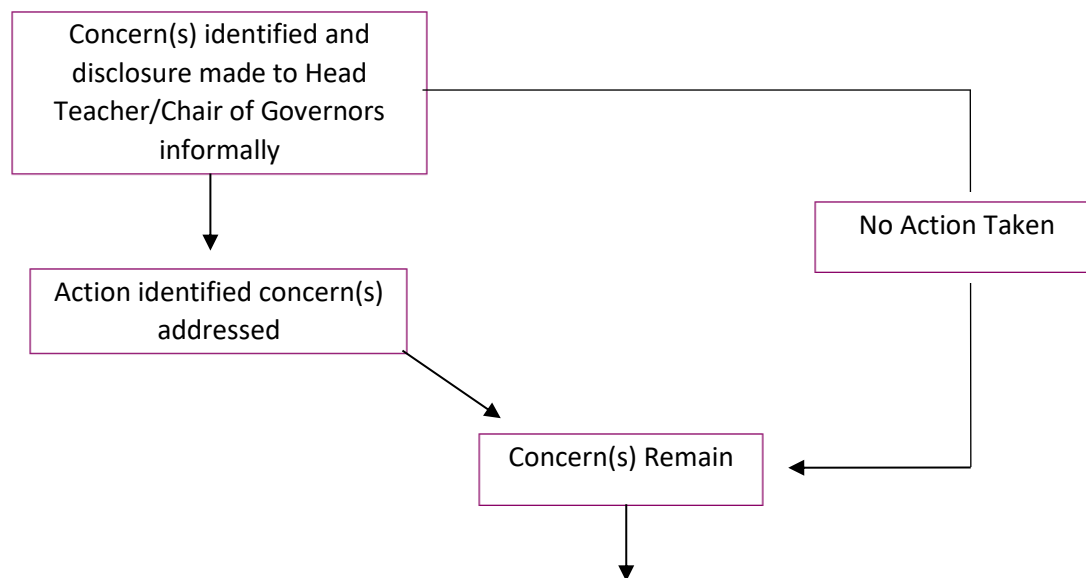 Concern(s) identified and
disclosure made to Head
Teacher/Chair of Governors
informally
No Action Taken
Action identified concern(s)
addressed
Concern(s) Remain